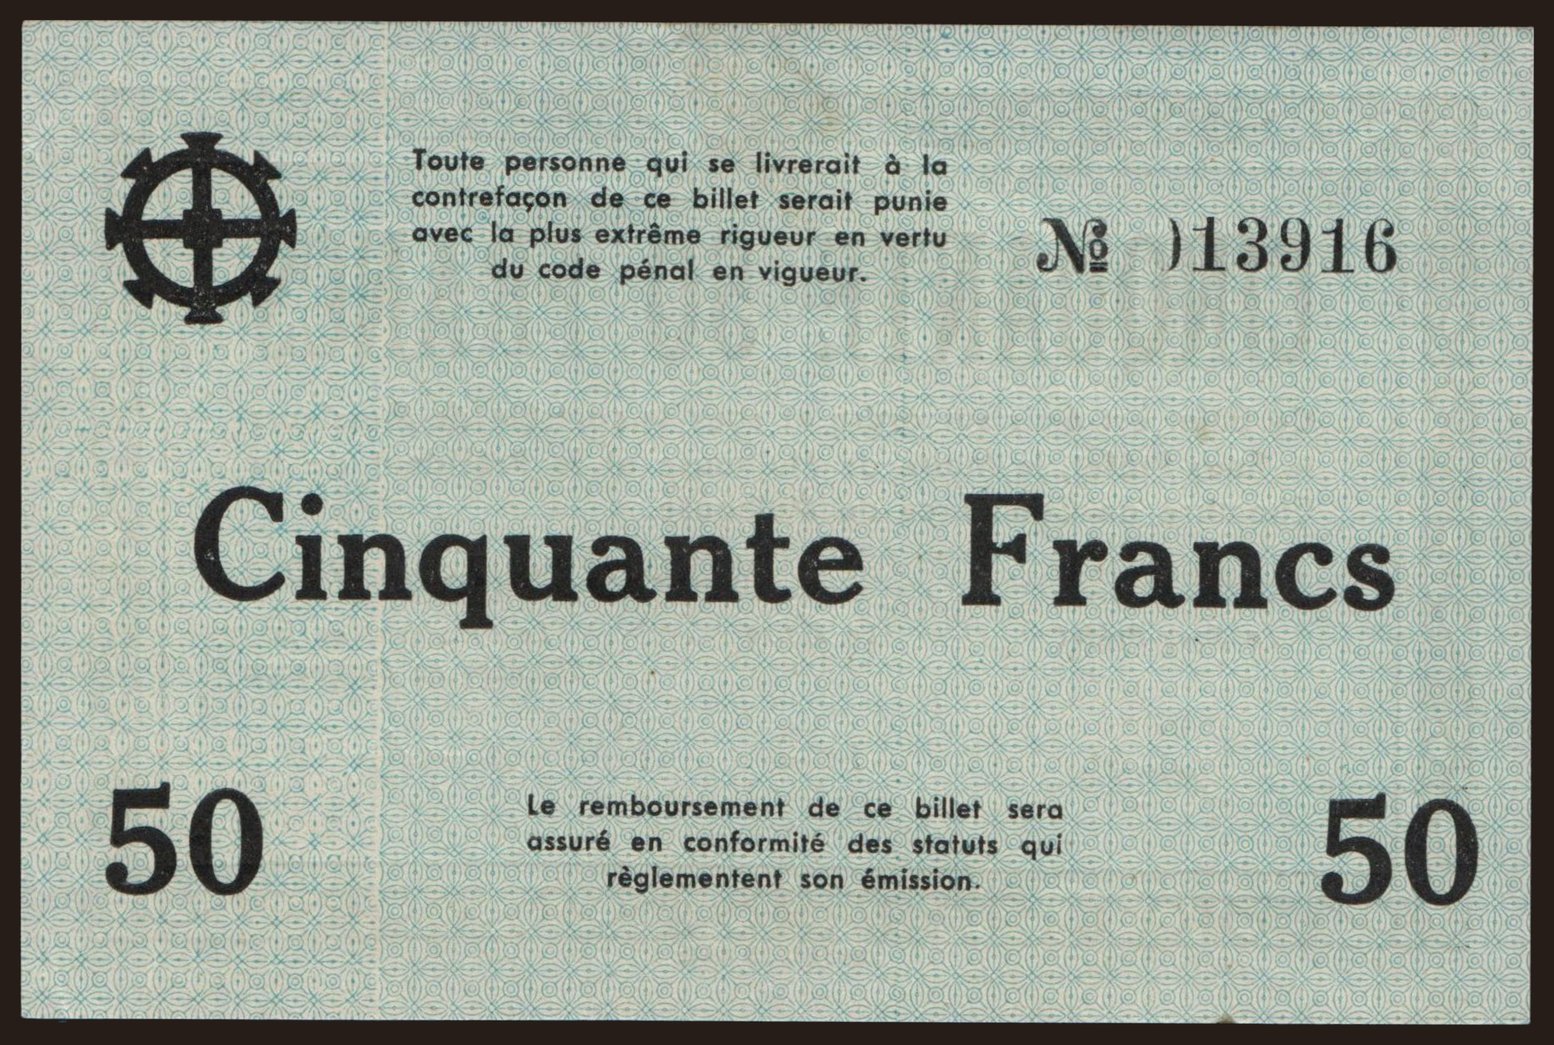 Toute personne qui se livrerait à la
contrefaçon de ce billet serait punie
avec la plus extrême rigueur en vertu
du code pénal en vigueur.
№ )13916
Cinquante Francs
50
Le remboursement de ce billet sera
assuré en conformité des statuts qui
règlementent son émission.
50